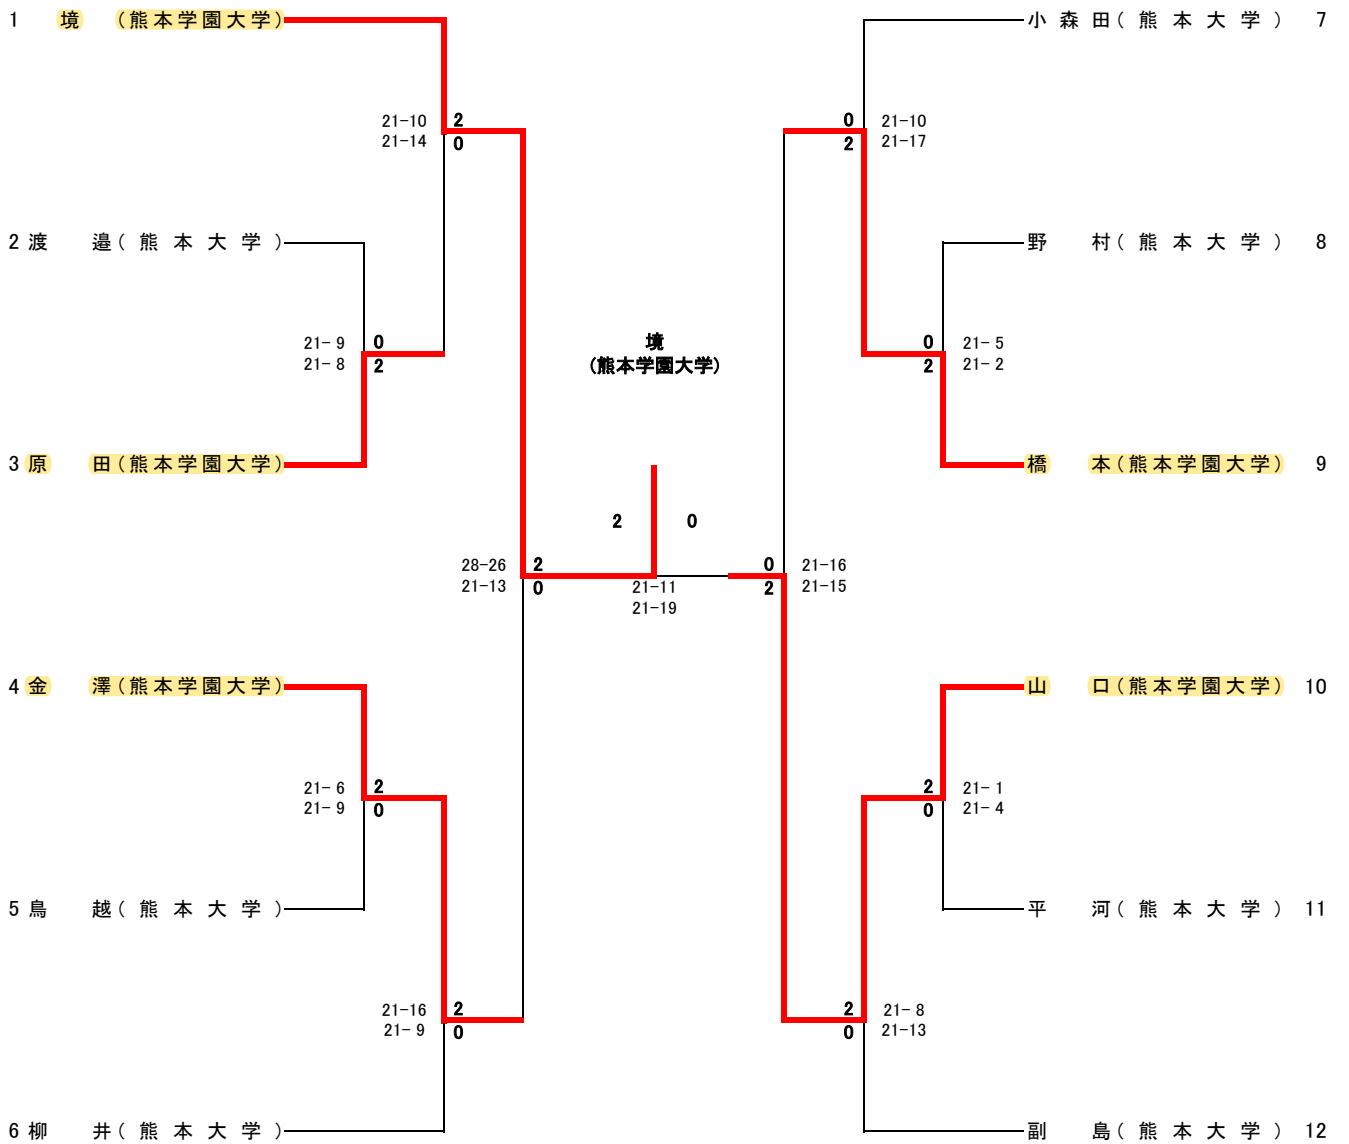 1 境 (熊本学園大学)
小森田(熊本大学) 7
21-10 2
21-14 0
0 21-10
2 21-17
2 渡 邉(熊本大学)
野 村(熊本大学) 8
21- 9 0
21- 8 2
境
(熊本学園大学)
0 21- 5
2 21- 2
3 原 田(熊本学園大学)
橋 本(熊本学園大学) 9
2 0
28-26 2
21-13 0
21-11
21-19
0 21-16
2 21-15
4 金 澤(熊本学園大学)
山 口(熊本学園大学) 10
21- 6 2
21- 9 0
2 21- 1
0 21- 4
5 鳥 越(熊本大学)
平 河(熊本大学) 11
21-16 2
21- 9 0
2 21- 8
0 21-13
6 柳 井(熊本大学)
副 島(熊本大学) 12